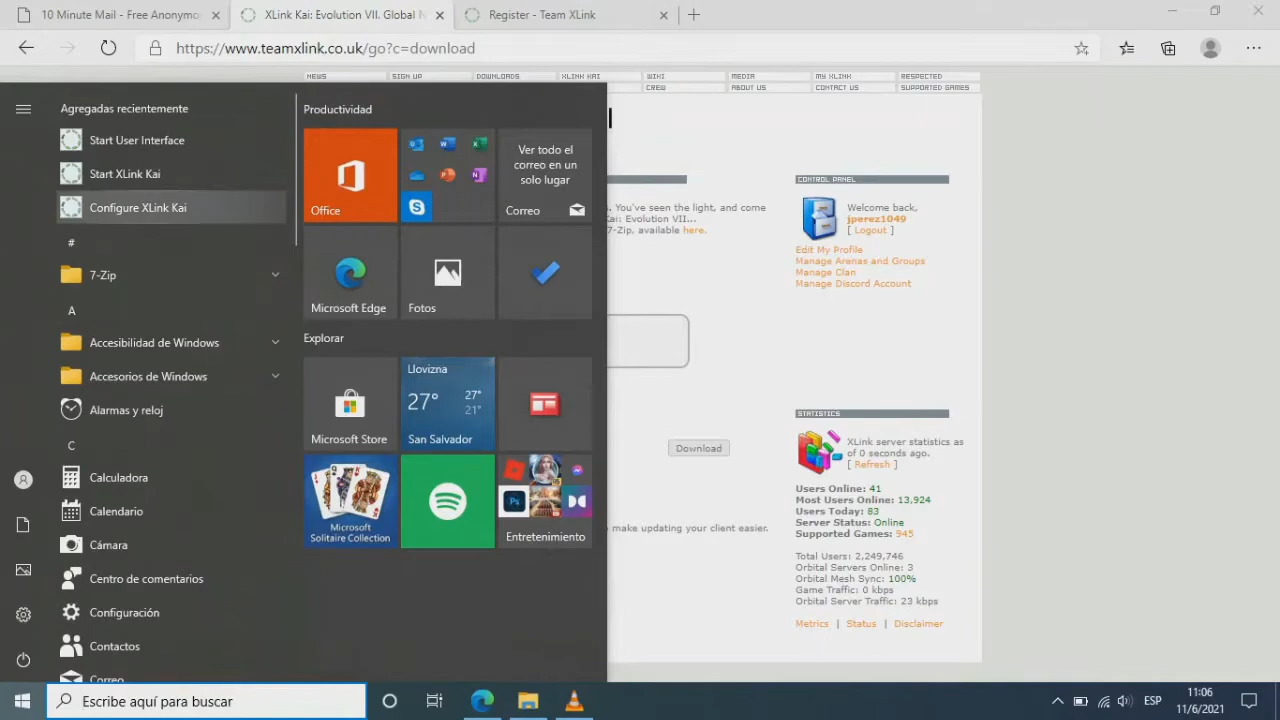 10 Minute Mail - Free Anonymo
XLink Kai: Evolution VII. Global N
Register - Team XLink
https://www.teamxlink.co.uk/go?c=download
NEWS
SIGN UP
DOWNLOADS
XLINK KAI
WIKI
MEDIA
MY XLINK
RESPECTED
CREW
ABOUT US
CONTACT US
SUPPORTED GAMES
Agregadas recientemente
Start User Interface
Start XLink Kai
Configure XLink Kai
#
7-Zip
A
Accesibilidad de Windows
Accesorios de Windows
Alarmas y reloj
C
Calculadora
Calendario
Cámara
Centro de comentarios
Configuración
Contactos
Correo
Productividad
Office
Ver todo el
correo en un
solo lugar
Correo
Microsoft Edge
Fotos
Explorar
Microsoft Store
Llovizna
27°
27°
21°
San Salvador
Microsoft
Solitaire Collection
Ps
Entretenimiento
. You've seen the light, and come
Kai: Evolution VII...
7-Zip, available here.
Download
o make updating your client easier.
CONTROL PANEL
Welcome back,
jperez1049
[ Logout ]
Edit My Profile
Manage Arenas and Groups
Manage Clan
Manage Discord Account
STATISTICS
XLink server statistics as
of 0 seconds ago.
[ Refresh ]
Users Online: 41
Most Users Online: 13,924
Users Today: 83
Server Status: Online
Supported Games: 945
Total Users: 2,249,746
Orbital Servers Online: 3
Orbital Mesh Sync: 100%
Game Traffic: 0 kbps
Orbital Server Traffic: 23 kbps
Metrics | Status | Disclaimer
Escribe aquí para buscar
ESP
11:06
11/6/2021